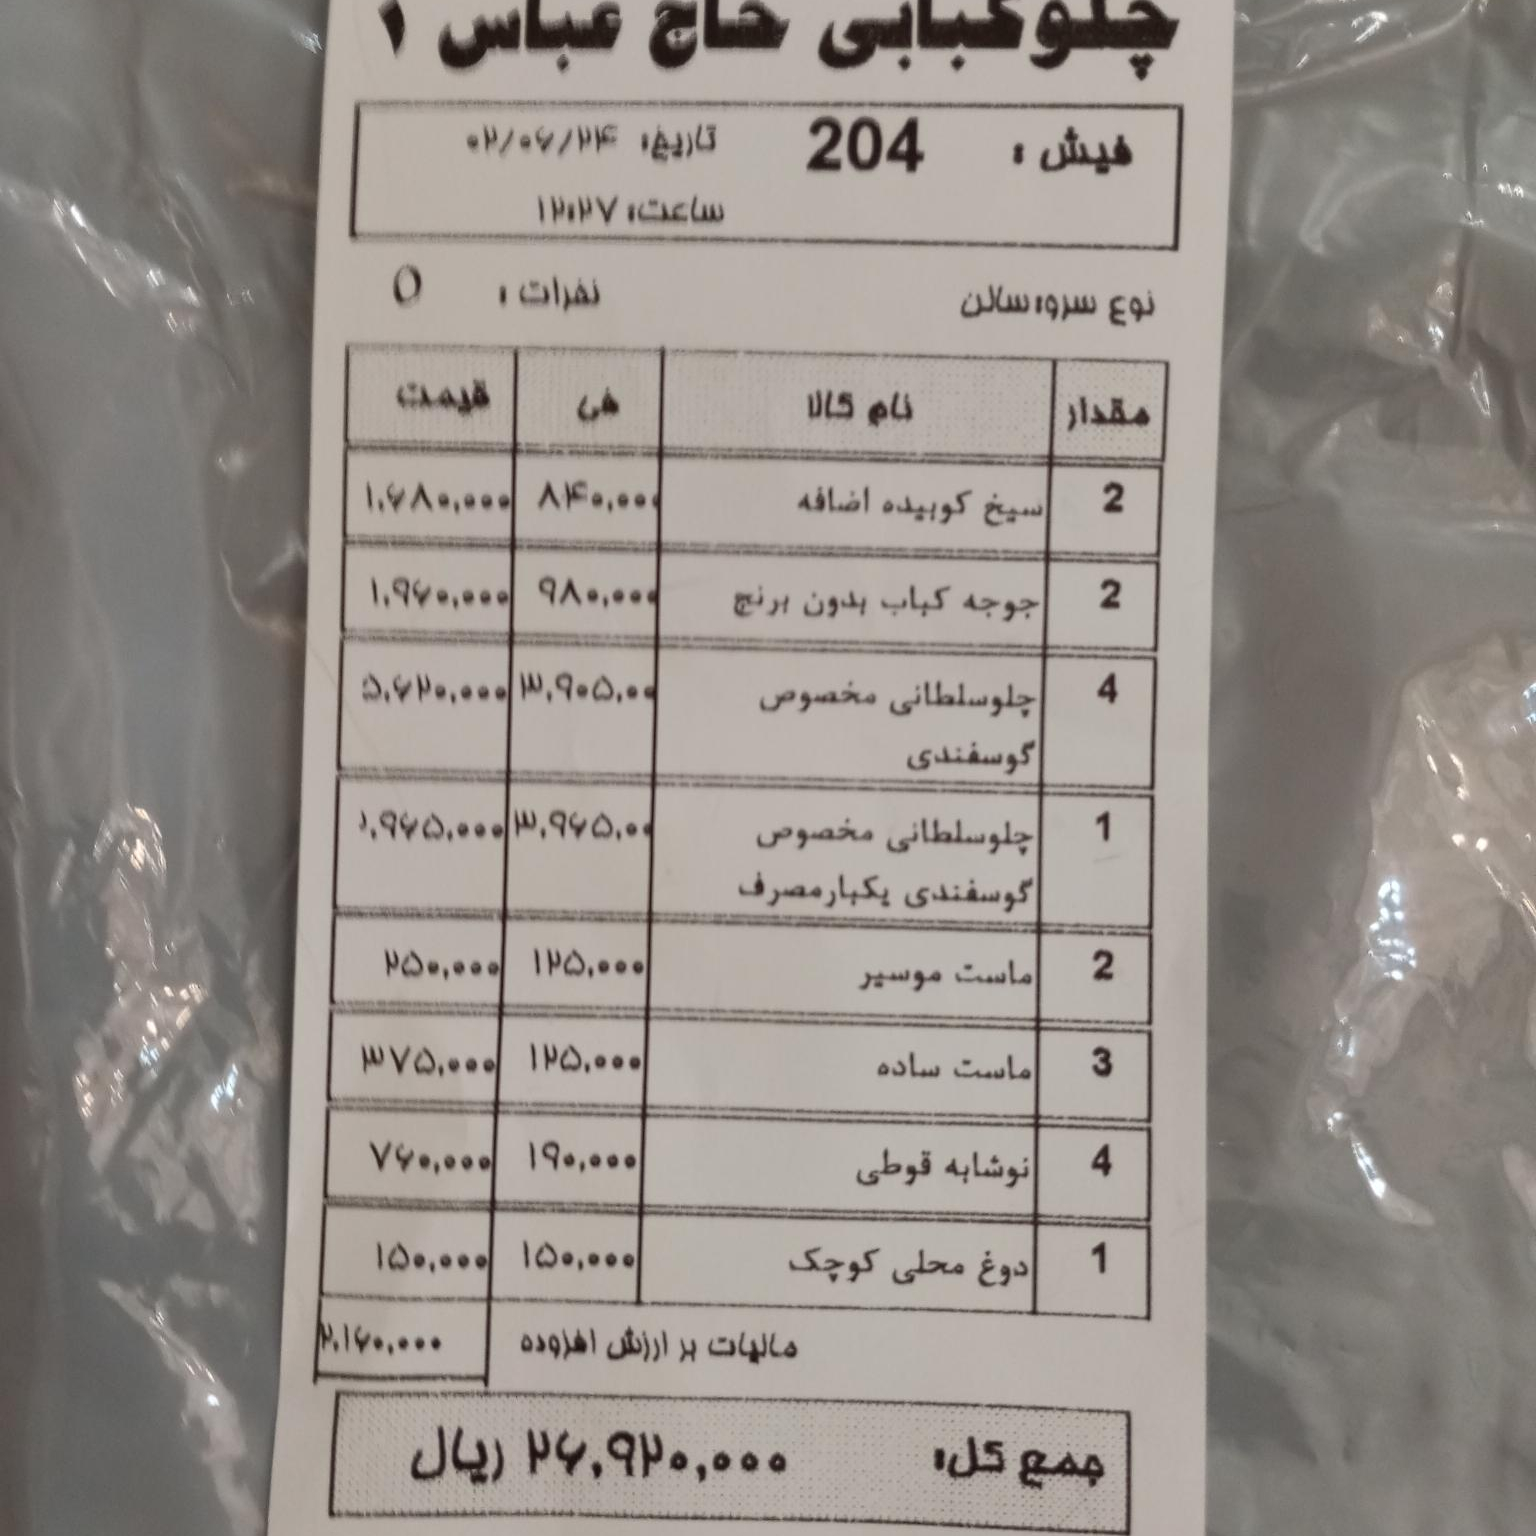 چلوکبابی حاج عباس ۱
فیش : 204 تاریخ: ۰۲/۰۶/۲۴
ساعت: ۱۲:۲۷
نوع سرو:سالن نفرات : 0
مقدار نام کالا فی قیمت
2 سیخ کوبیده اضافه ۸۴۰,۰۰۰ ۱,۶۸۰,۰۰۰
2 جوجه کباب بدون برنج ۹۸۰,۰۰۰ ۱,۹۶۰,۰۰۰
4 چلوسلطانی مخصوص ۳,۹۰۵,۰۰ ۵,۶۲۰,۰۰۰
گوسفندی
1 چلوسلطانی مخصوص ۳,۹۶۵,۰۰ ,۹۶۵,۰۰۰
گوسفندی یکبارمصرف
2 ماست موسیر ۱۲۵,۰۰۰ ۲۵۰,۰۰۰
3 ماست ساده ۱۲۵,۰۰۰ ۳۷۵,۰۰۰
4 نوشابه قوطی ۱۹۰,۰۰۰ ۷۶۰,۰۰۰
1 دوغ محلی کوچک ۱۵۰,۰۰۰ ۱۵۰,۰۰۰
مالیات بر ارزش افزوده ۲,۱۶۰,۰۰۰
جمع کل: ۲۶,۹۲۰,۰۰۰ ریال